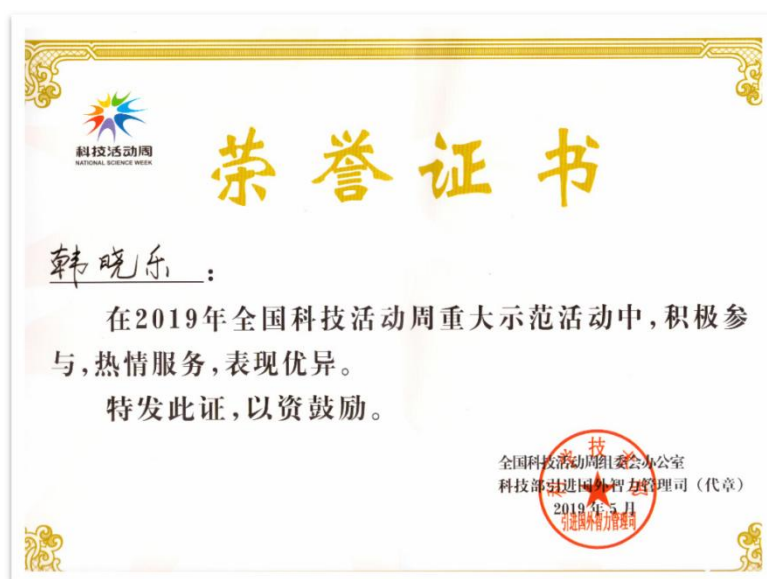 科技活动周
NATIONAL SCIENCE WEEK
荣誉证书
韩晓乐：
在2019年全国科技活动周重大示范活动中,积极参
与,热情服务,表现优异。
特发此证,以资鼓励。
全国科技活动周组委会办公室
科技部引进国外智力管理司（代章）
2019年5月
引进国外智力管理司